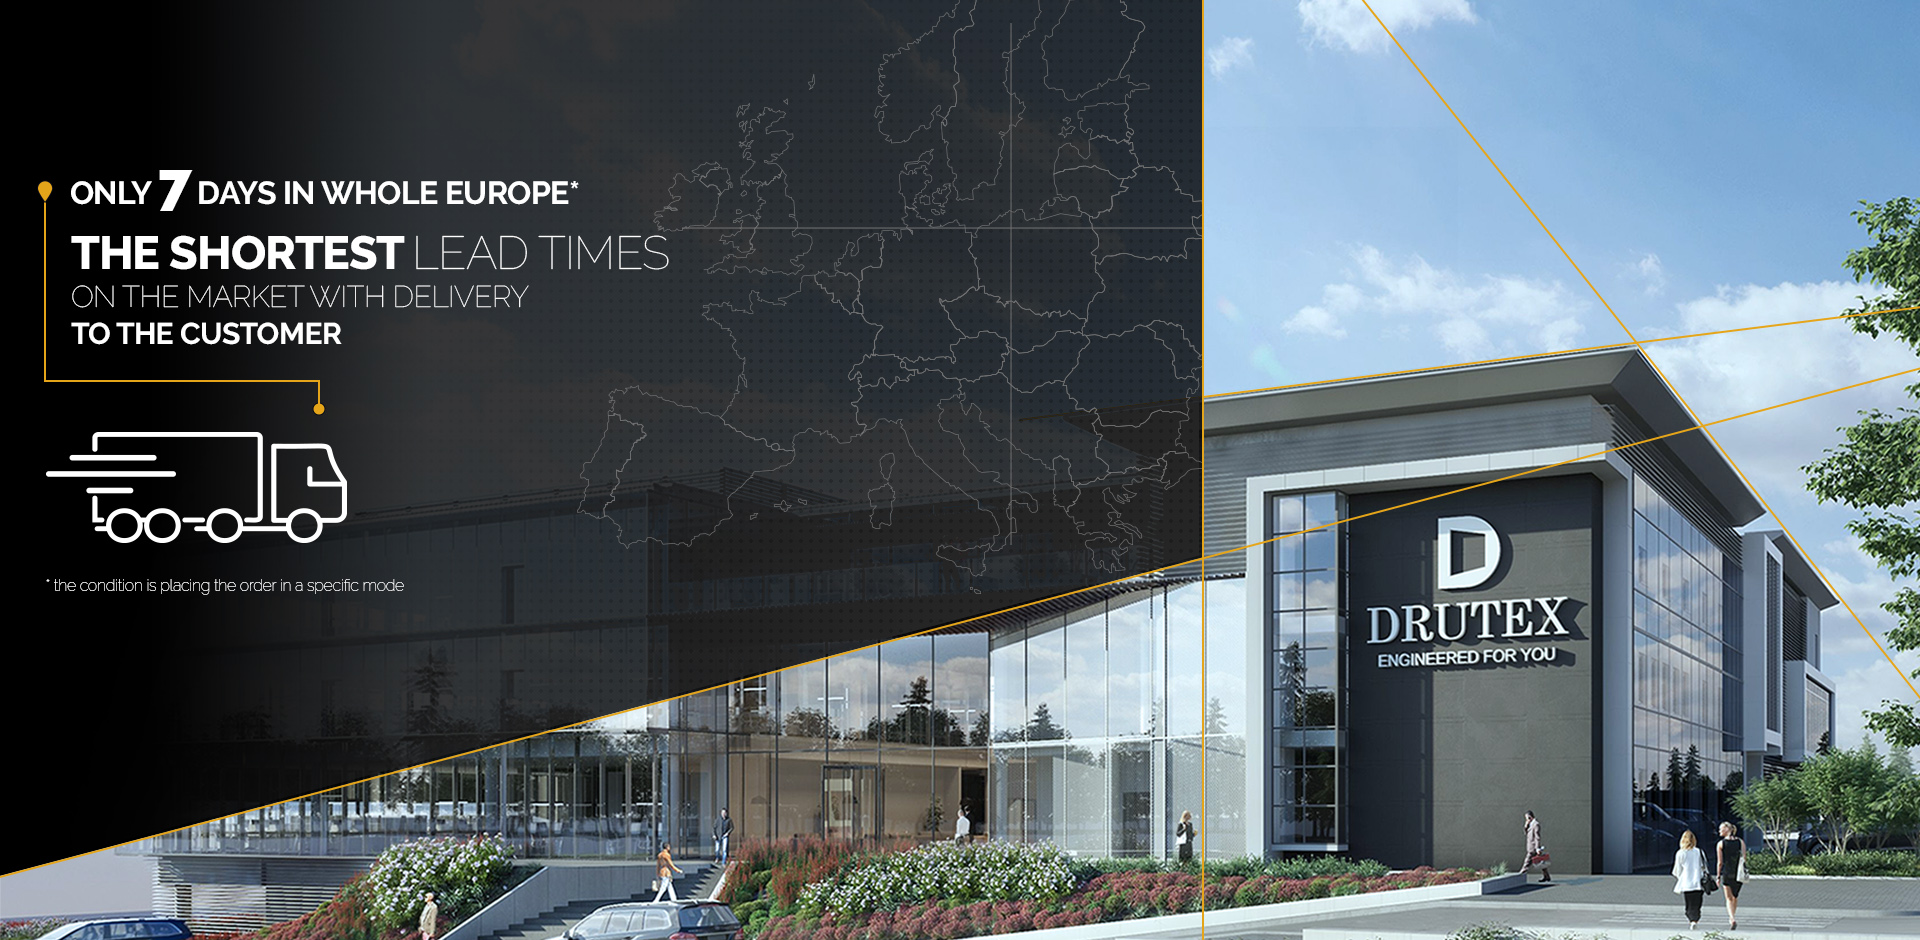 ONLY 7 DAYS IN WHOLE EUROPE*
THE SHORTEST LEAD TIMES
ON THE MARKET WITH DELIVERY
TO THE CUSTOMER
* the condition is placing the order in a specific mode
D
DRUTEX
ENGINEERED FOR YOU